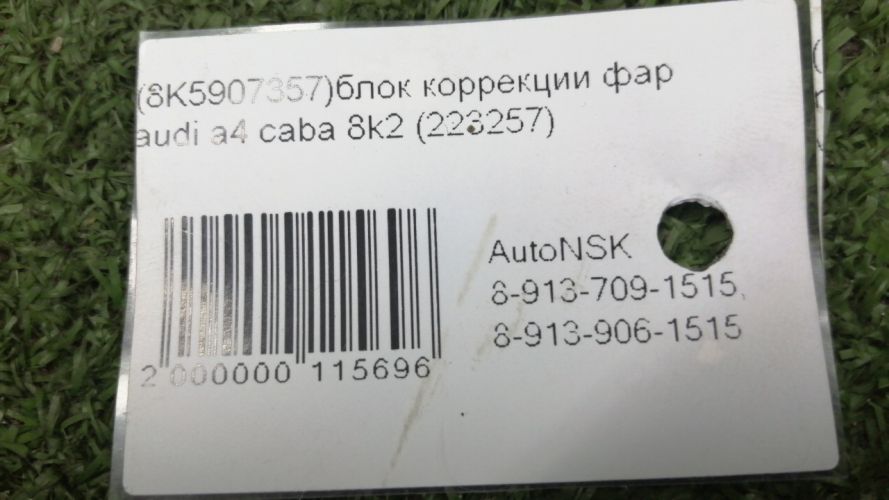 (8K5907357)блок коррекции фар
audi a4 caba 8k2 (223257)
AutoNSK
8-913-709-1515,
8-913-906-1515
2 000000 115696